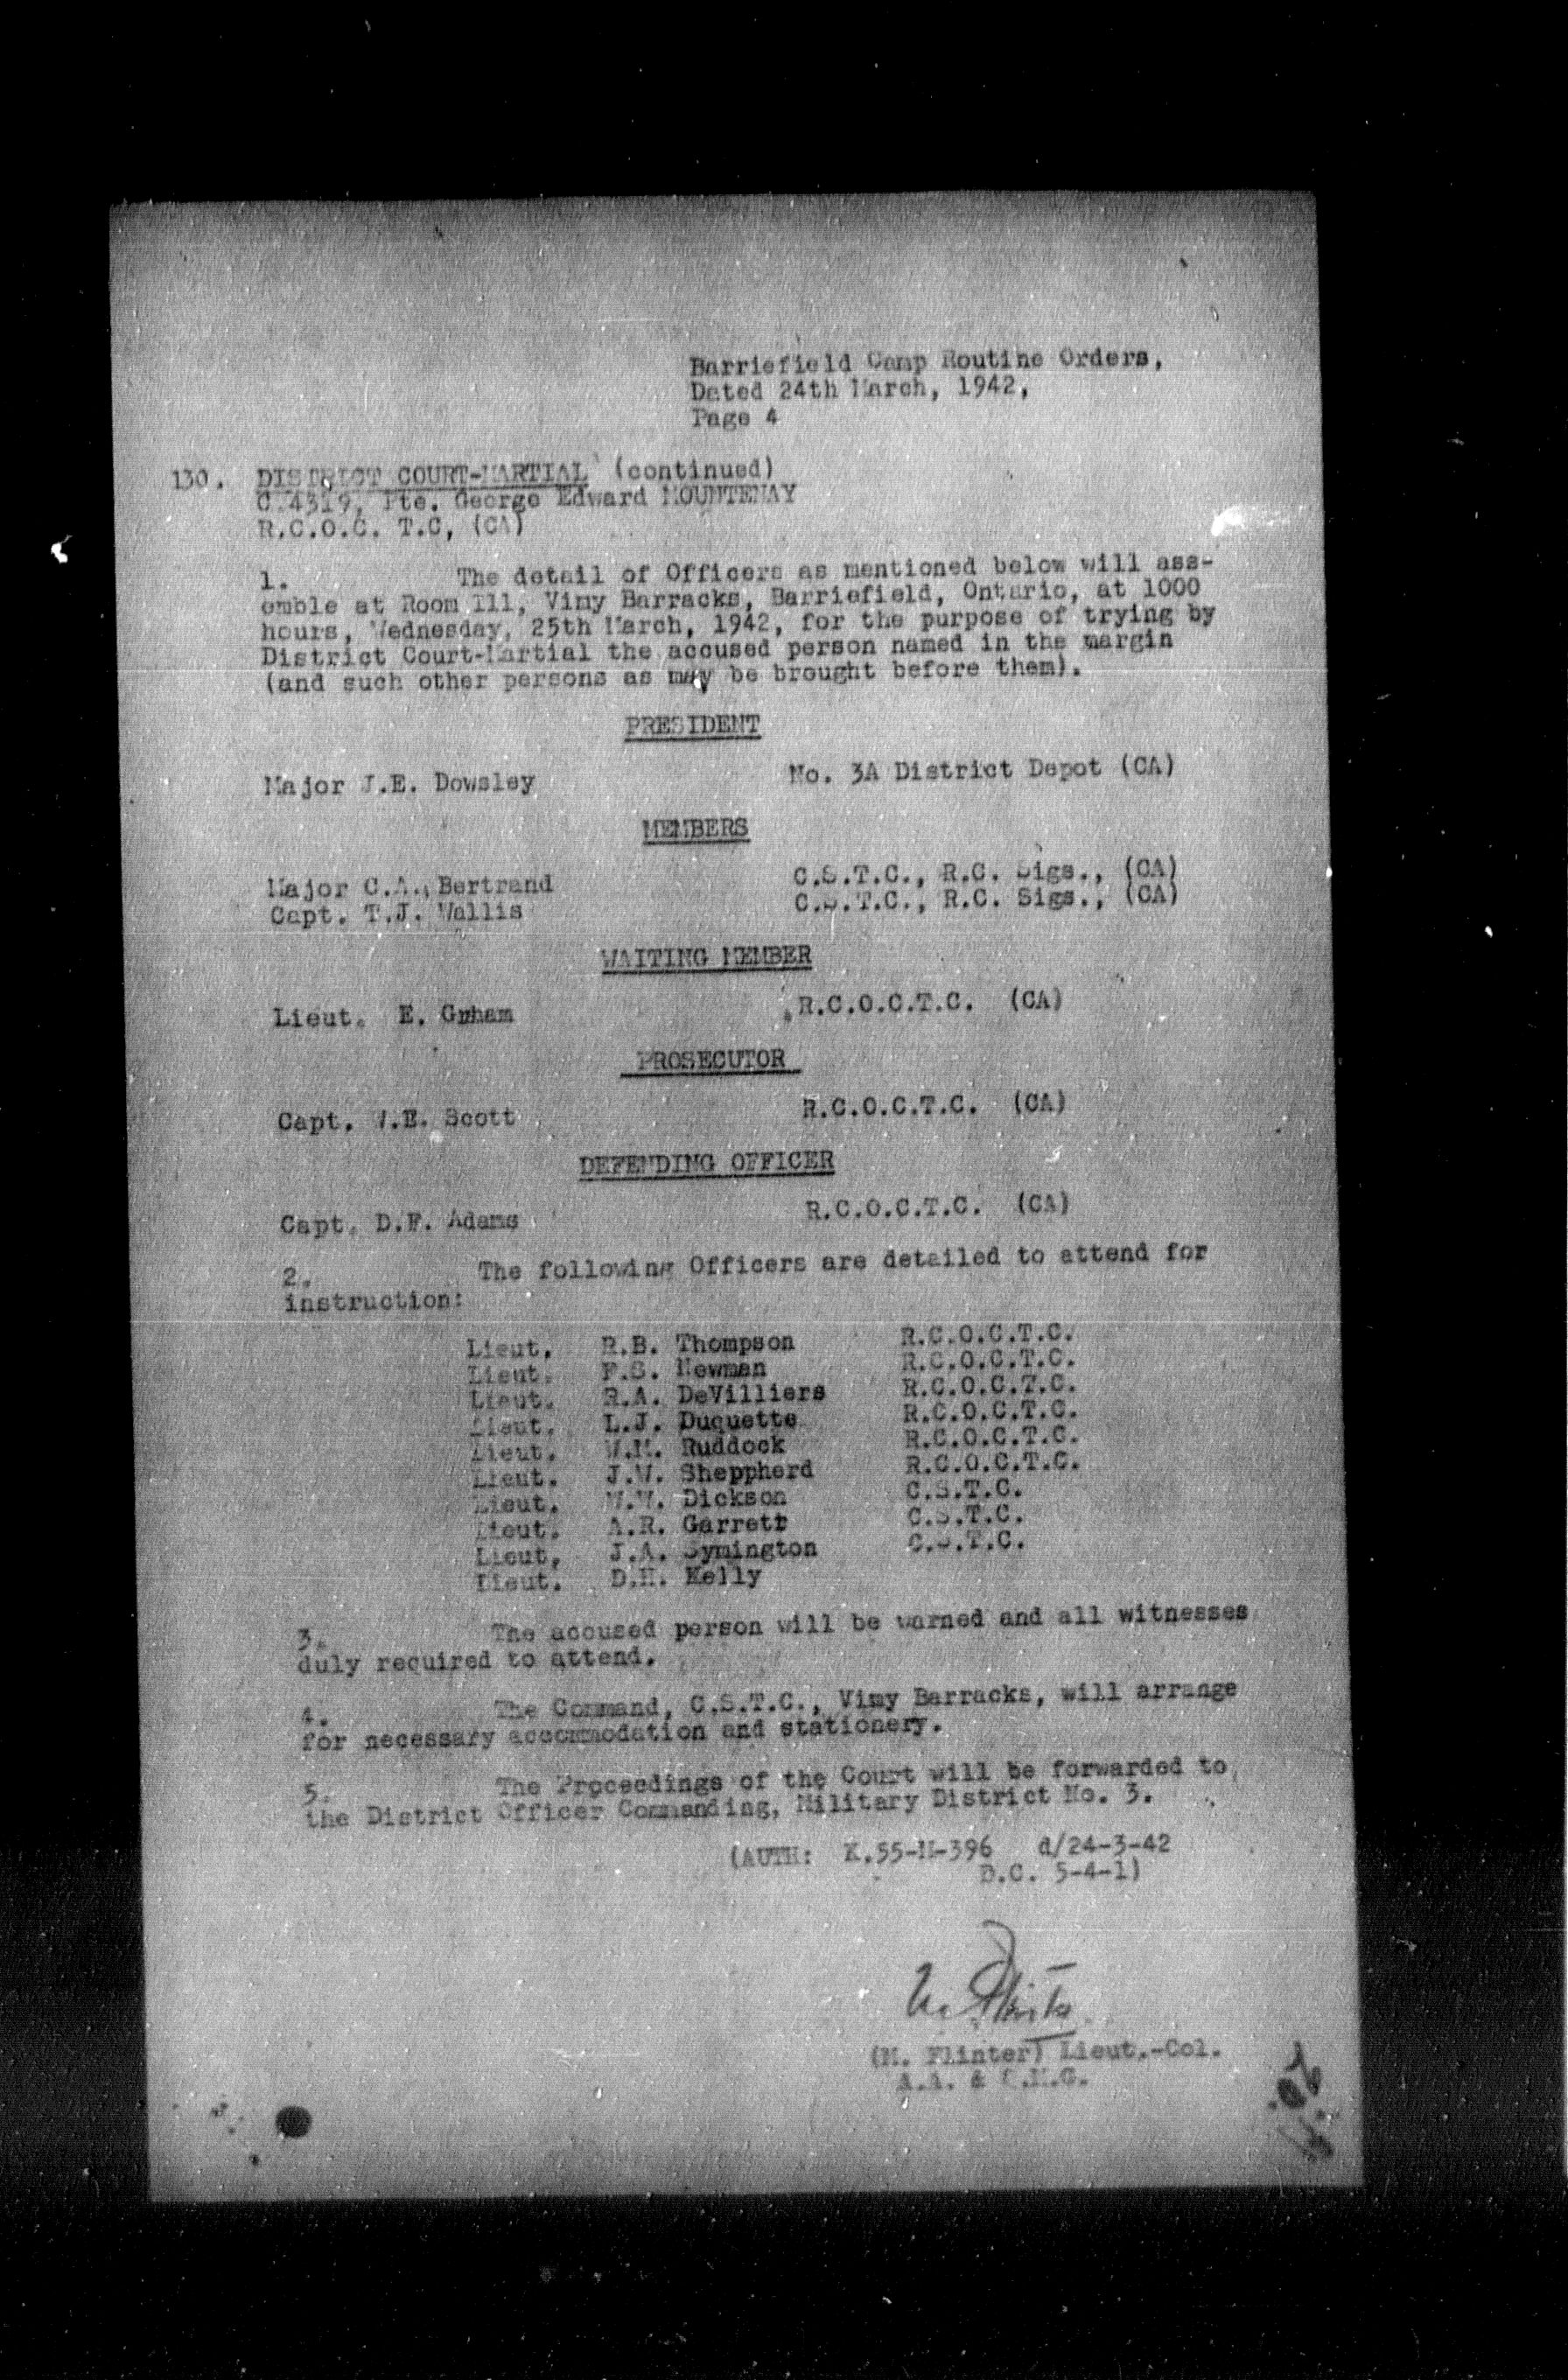 Barriefield Camp Routine Orders,
Dated 24th March, 1942,
Page 4
130. DISTRICT COURT-MARTIAL (continued)
C.4319, Pte. George Edward MOUNTENAY
R.C.O.C. T.C, (CA)
1. The detail of Officers as mentioned below will ass-
emble at Room 111, Vimy Barracks, Barriefield, Ontario, at 1000
hours, Wednesday, 25th March, 1942, for the purpose of trying by
District Court-Martial the accused person named in the margin
(and such other persons as may be brought before them).
PRESIDENT
Major J.E. Dowsley No. 3A District Depot (CA)
MEMBERS
Major C.A. Bertrand C.S.T.C., R.C. Sigs., (CA)
Capt. T.J. Wallis C.S.T.C., R.C. Sigs., (CA)
WAITING MEMBER
Lieut. E. R.C.O.C.T.C. (CA)
PROSECUTOR
Capt. W.E. Scott R.C.O.C.T.C. (CA)
DEFENDING OFFICER
Capt. D.F. Adams R.C.O.C.T.C. (CA)
2. The following Officers are detailed to attend for
instruction:
Lieut. R.B. Thompson R.C.O.C.T.C.
Lieut. F.S. Newman R.C.O.C.T.C.
Lieut. R.A. DeVilliers R.C.O.C.T.C.
Lieut. L.J. Duquette R.C.O.C.T.C.
Lieut. W.M. Ruddock R.C.O.C.T.C.
Lieut. J.W. Sheppherd R.C.O.C.T.C.
Lieut. W.W. Dickson C.S.T.C.
Lieut. A.R. Garrett C.S.T.C.
Lieut. J.A. Symington C.S.T.C.
Lieut. D.H. Kelly
3. The accused person will be warned and all witnesses
duly required to attend.
4. The Command, C.S.T.C., Vimy Barracks, will arrange
for necessary accommodation and stationery.
5. The Proceedings of the Court will be forwarded to
the District Officer Commanding, Military District No. 3.
(AUTH: K.55-M-396 d/24-3-42
D.C. 5-4-1)
(M. Flinter) Lieut.-Col.
A.A. & Q.M.G.